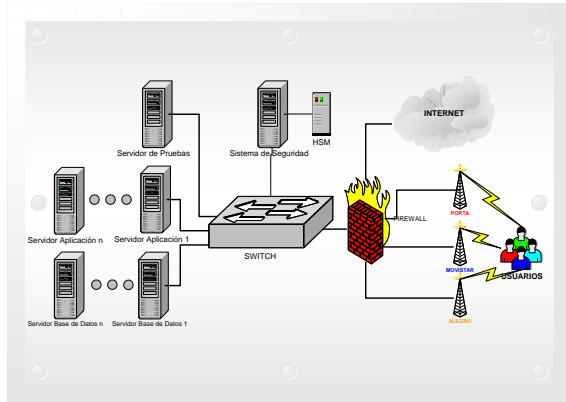 INTERNET
HSM
Servidor de Pruebas
Sistema de Seguridad
PORTA
FIREWALL
Servidor Aplicación n
Servidor Aplicación 1
SWITCH
MOVISTAR
USUARIOS
Servidor Base de Datos n
Servidor Base de Datos 1
ALEGRO